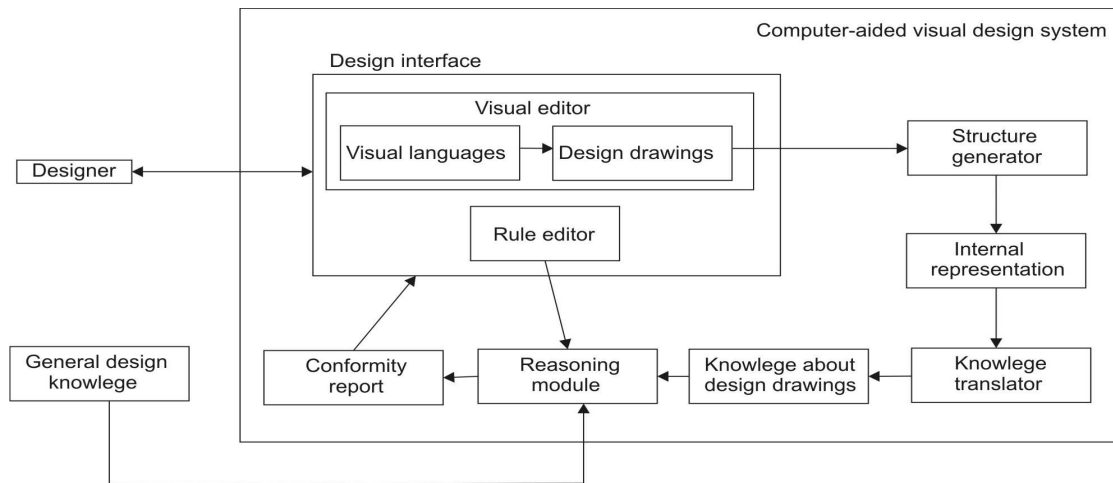 Computer-aided visual design system
Design interface
Visual editor
Visual languages
Design drawings
Structure
generator
Designer
Rule editor
Internal
representation
General design
knowlege
Conformity
report
Reasoning
module
Knowlege about
design drawings
Knowlege
translator